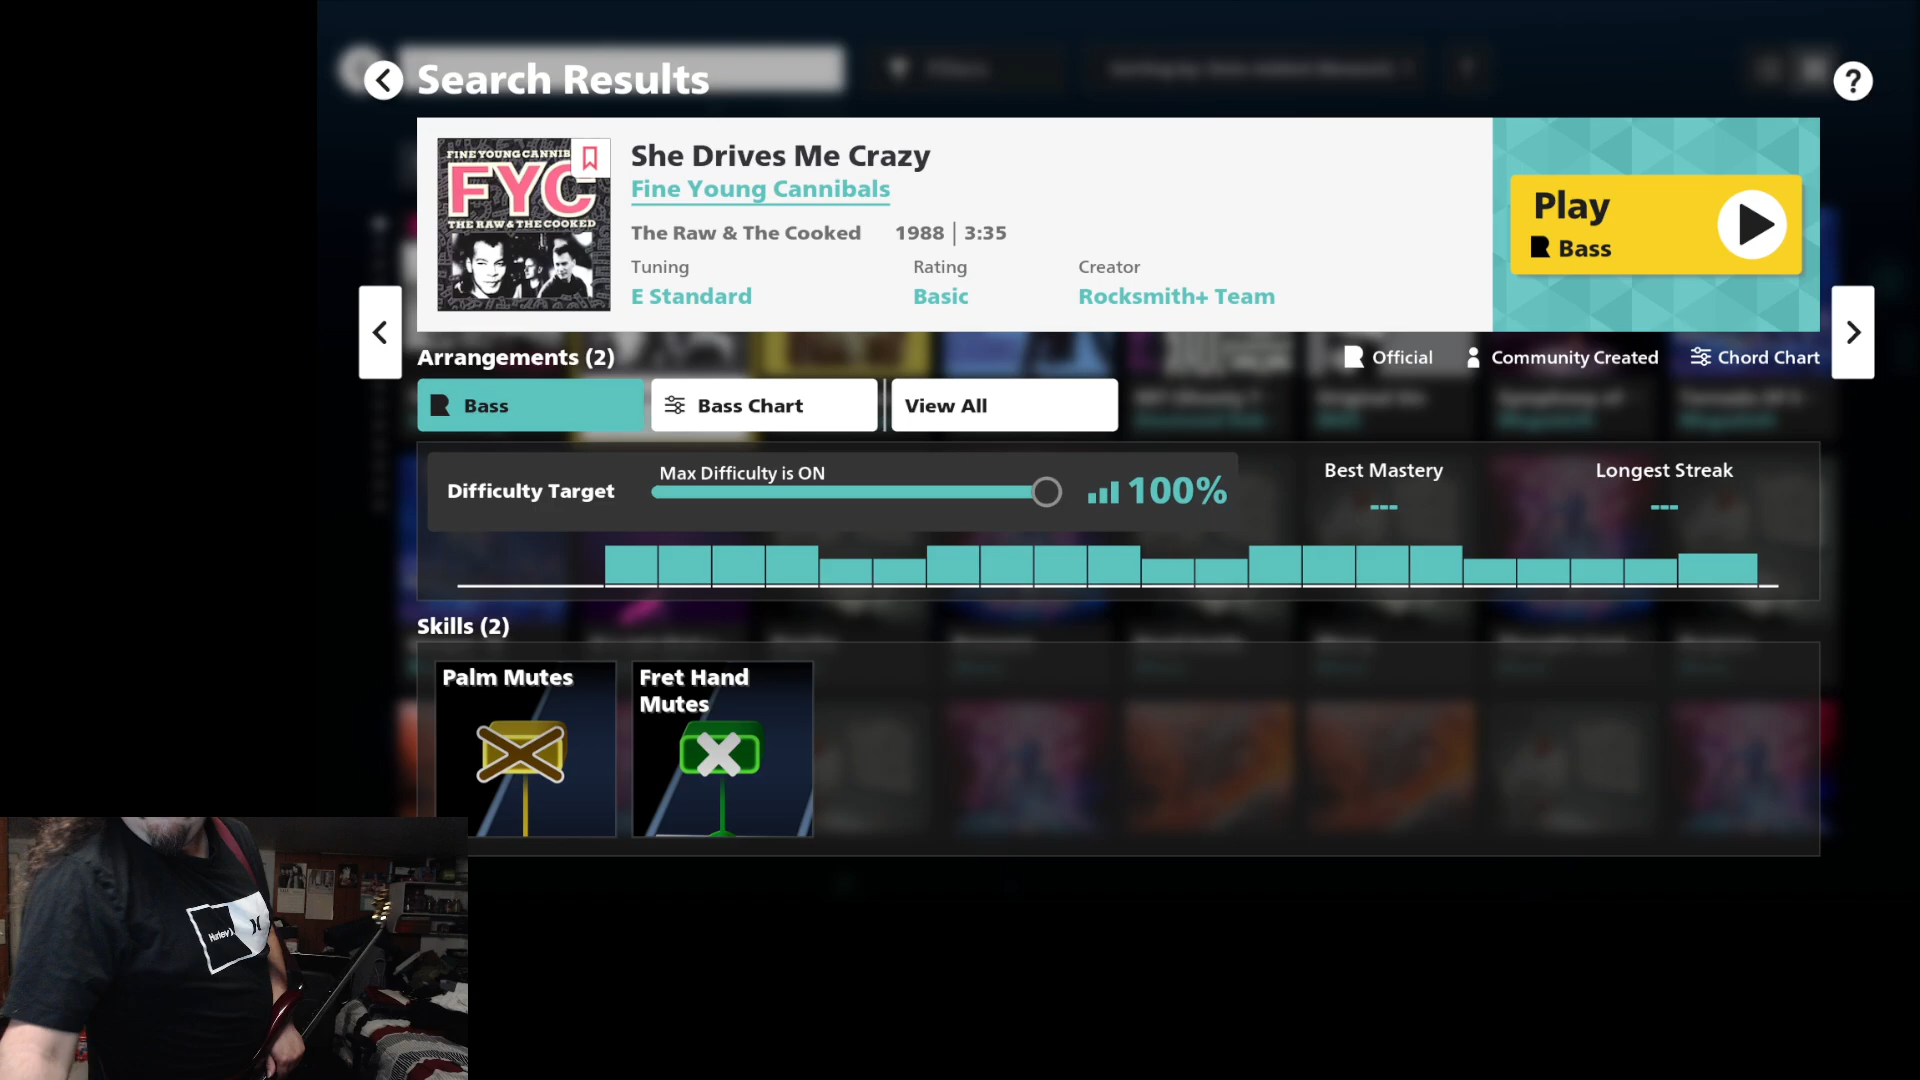 Search Results
?
FINE YOUNG CANNIB
FYC
THE RAW & THE COOKED
She Drives Me Crazy
Fine Young Cannibals
The Raw & The Cooked 1988 | 3:35
Tuning Rating Creator
E Standard Basic Rocksmith+ Team
Play
Bass
Arrangements (2)
Official Community Created Chord Chart
Bass Bass Chart View All
Difficulty Target
Max Difficulty is ON
100%
Best Mastery Longest Streak
--- ---
Skills (2)
Palm Mutes
Fret Hand
Mutes
Hurley)(